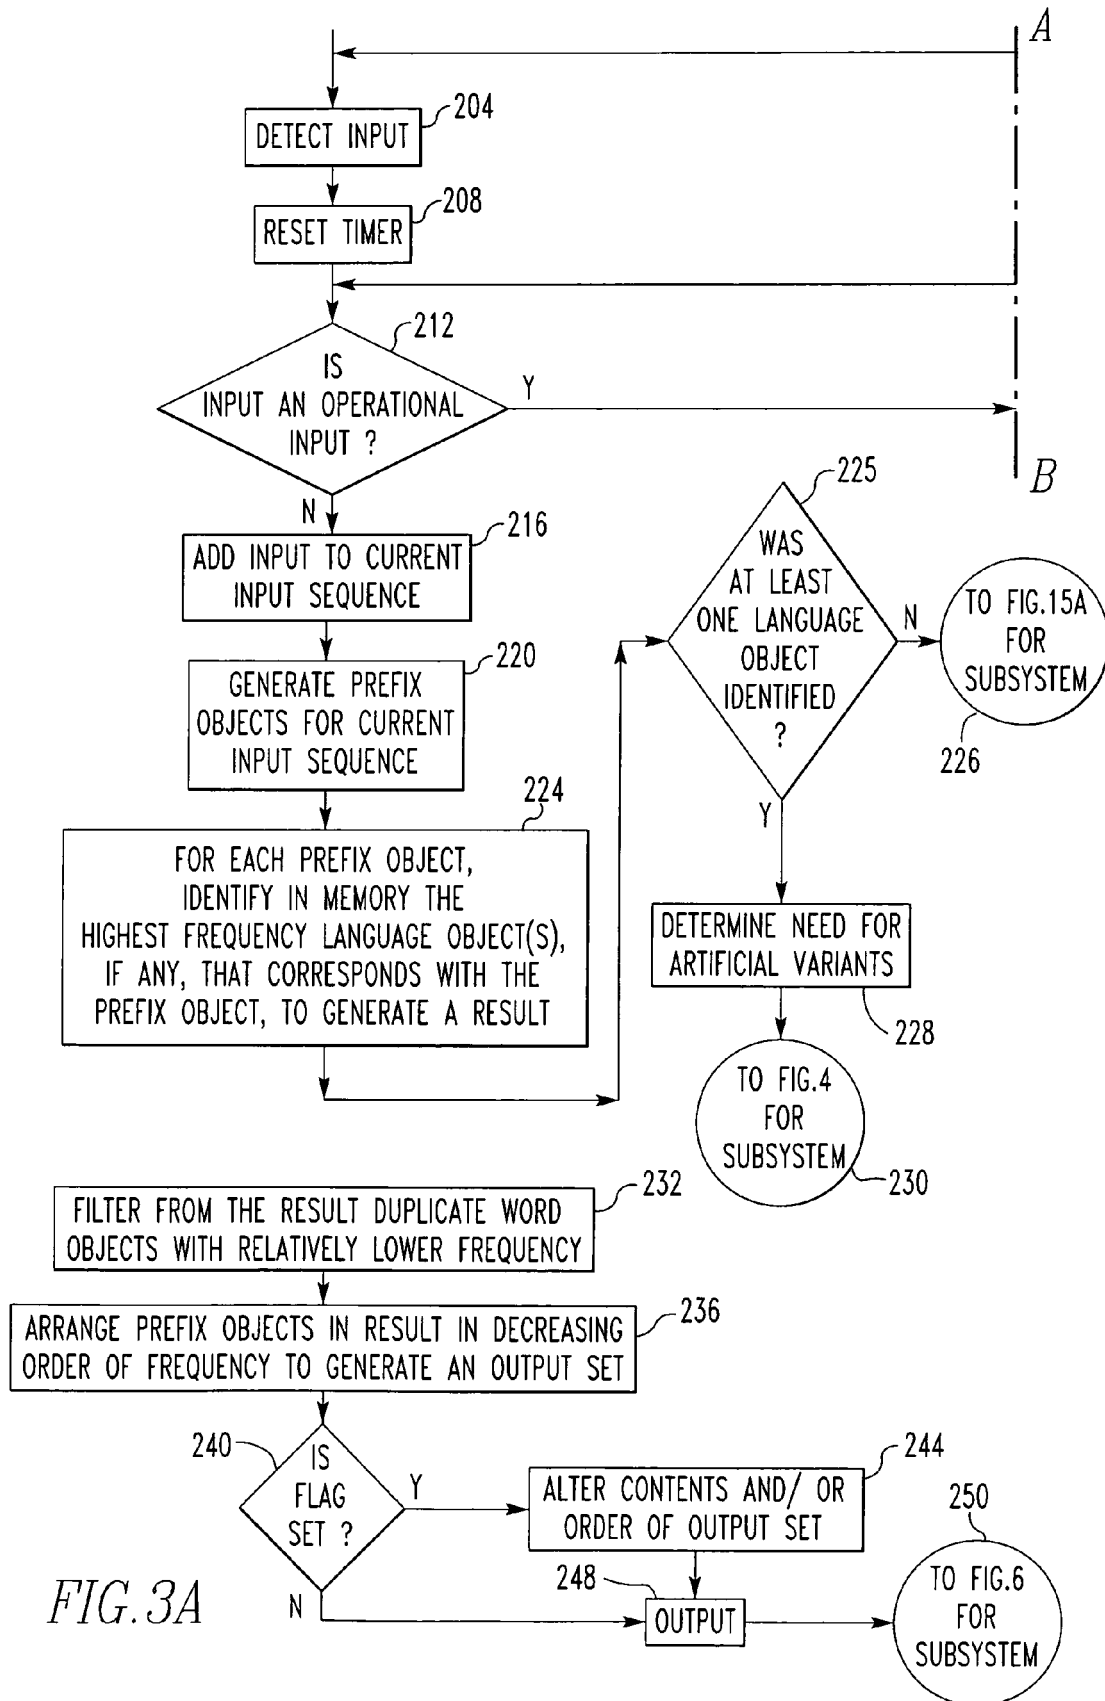 A
204
DETECT INPUT
208
RESET TIMER
212
IS
INPUT AN OPERATIONAL
INPUT ?
Y
B
N
216
ADD INPUT TO CURRENT
INPUT SEQUENCE
220
GENERATE PREFIX
OBJECTS FOR CURRENT
INPUT SEQUENCE
224
FOR EACH PREFIX OBJECT,
IDENTIFY IN MEMORY THE
HIGHEST FREQUENCY LANGUAGE OBJECT(S),
IF ANY, THAT CORRESPONDS WITH THE
PREFIX OBJECT, TO GENERATE A RESULT
225
WAS
AT LEAST
ONE LANGUAGE
OBJECT
IDENTIFIED
?
N
TO FIG.15A
FOR
SUBSYSTEM
226
Y
DETERMINE NEED FOR
ARTIFICIAL VARIANTS
228
TO FIG.4
FOR
SUBSYSTEM
230
232
FILTER FROM THE RESULT DUPLICATE WORD
OBJECTS WITH RELATIVELY LOWER FREQUENCY
236
ARRANGE PREFIX OBJECTS IN RESULT IN DECREASING
ORDER OF FREQUENCY TO GENERATE AN OUTPUT SET
240
IS
FLAG
SET ?
Y
244
ALTER CONTENTS AND/ OR
ORDER OF OUTPUT SET
N
248
OUTPUT
250
TO FIG.6
FOR
SUBSYSTEM
FIG.3A